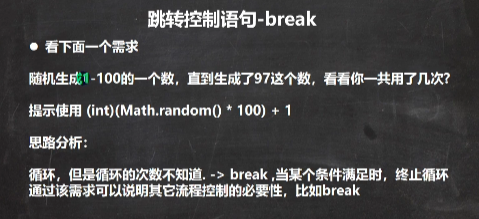 跳转控制语句-break
● 看下面一个需求
随机生成1-100的一个数，直到生成了97这个数，看看你一共用了几次?
提示使用 (int)(Math.random() * 100) + 1
思路分析：
循环，但是循环的次数不知道. -> break ,当某个条件满足时，终止循环
通过该需求可以说明其它流程控制的必要性，比如break